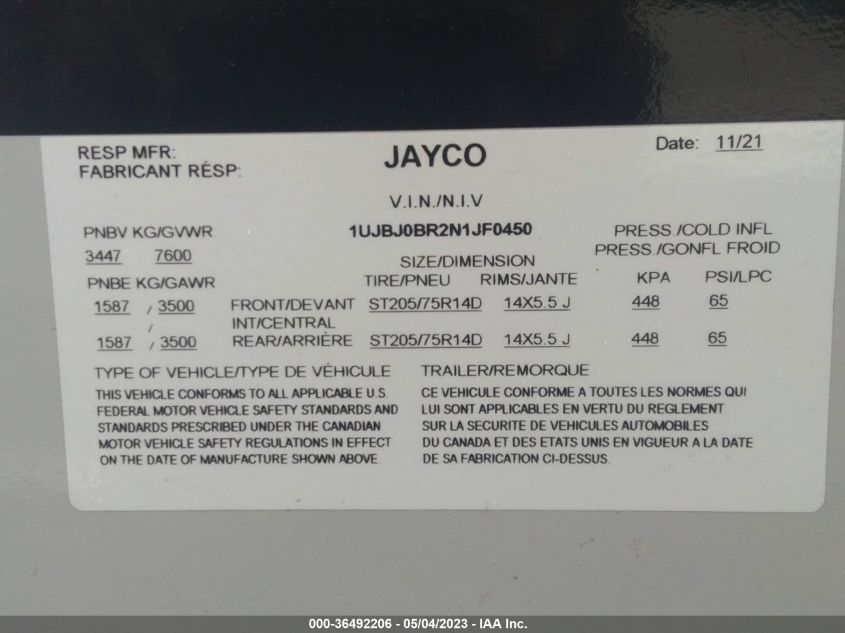 RESP MFR: JAYCO Date: 11/21
FABRICANT RÉSP:
V.I.N./N.I.V
PNBV KG/GVWR 1UJBJ0BR2N1JF0450 PRESS /COLD INFL
3447 7600 SIZE/DIMENSION PRESS /GONFL FROID
PNBE KG/GAWR TIRE/PNEU RIMS/JANTE KPA PSI/LPC
1587 / 3500 FRONT/DEVANT ST205/75R14D 14X5.5 J 448 65
/ INT/CENTRAL
1587 / 3500 REAR/ARRIÈRE ST205/75R14D 14X5.5 J 448 65
TYPE OF VEHICLE/TYPE DE VÉHICULE TRAILER/REMORQUE
THIS VEHICLE CONFORMS TO ALL APPLICABLE U.S.
FEDERAL MOTOR VEHICLE SAFETY STANDARDS AND
STANDARDS PRESCRIBED UNDER THE CANADIAN
MOTOR VEHICLE SAFETY REGULATIONS IN EFFECT
ON THE DATE OF MANUFACTURE SHOWN ABOVE
CE VEHICULE CONFORME A TOUTES LES NORMES QUI
LUI SONT APPLICABLES EN VERTU DU REGLEMENT
SUR LA SECURITE DE VEHICULES AUTOMOBILES
DU CANADA ET DES ETATS UNIS EN VIGUEUR A LA DATE
DE SA FABRICATION CI-DESSUS.
000-36492206 - 05/04/2023 - IAA Inc.